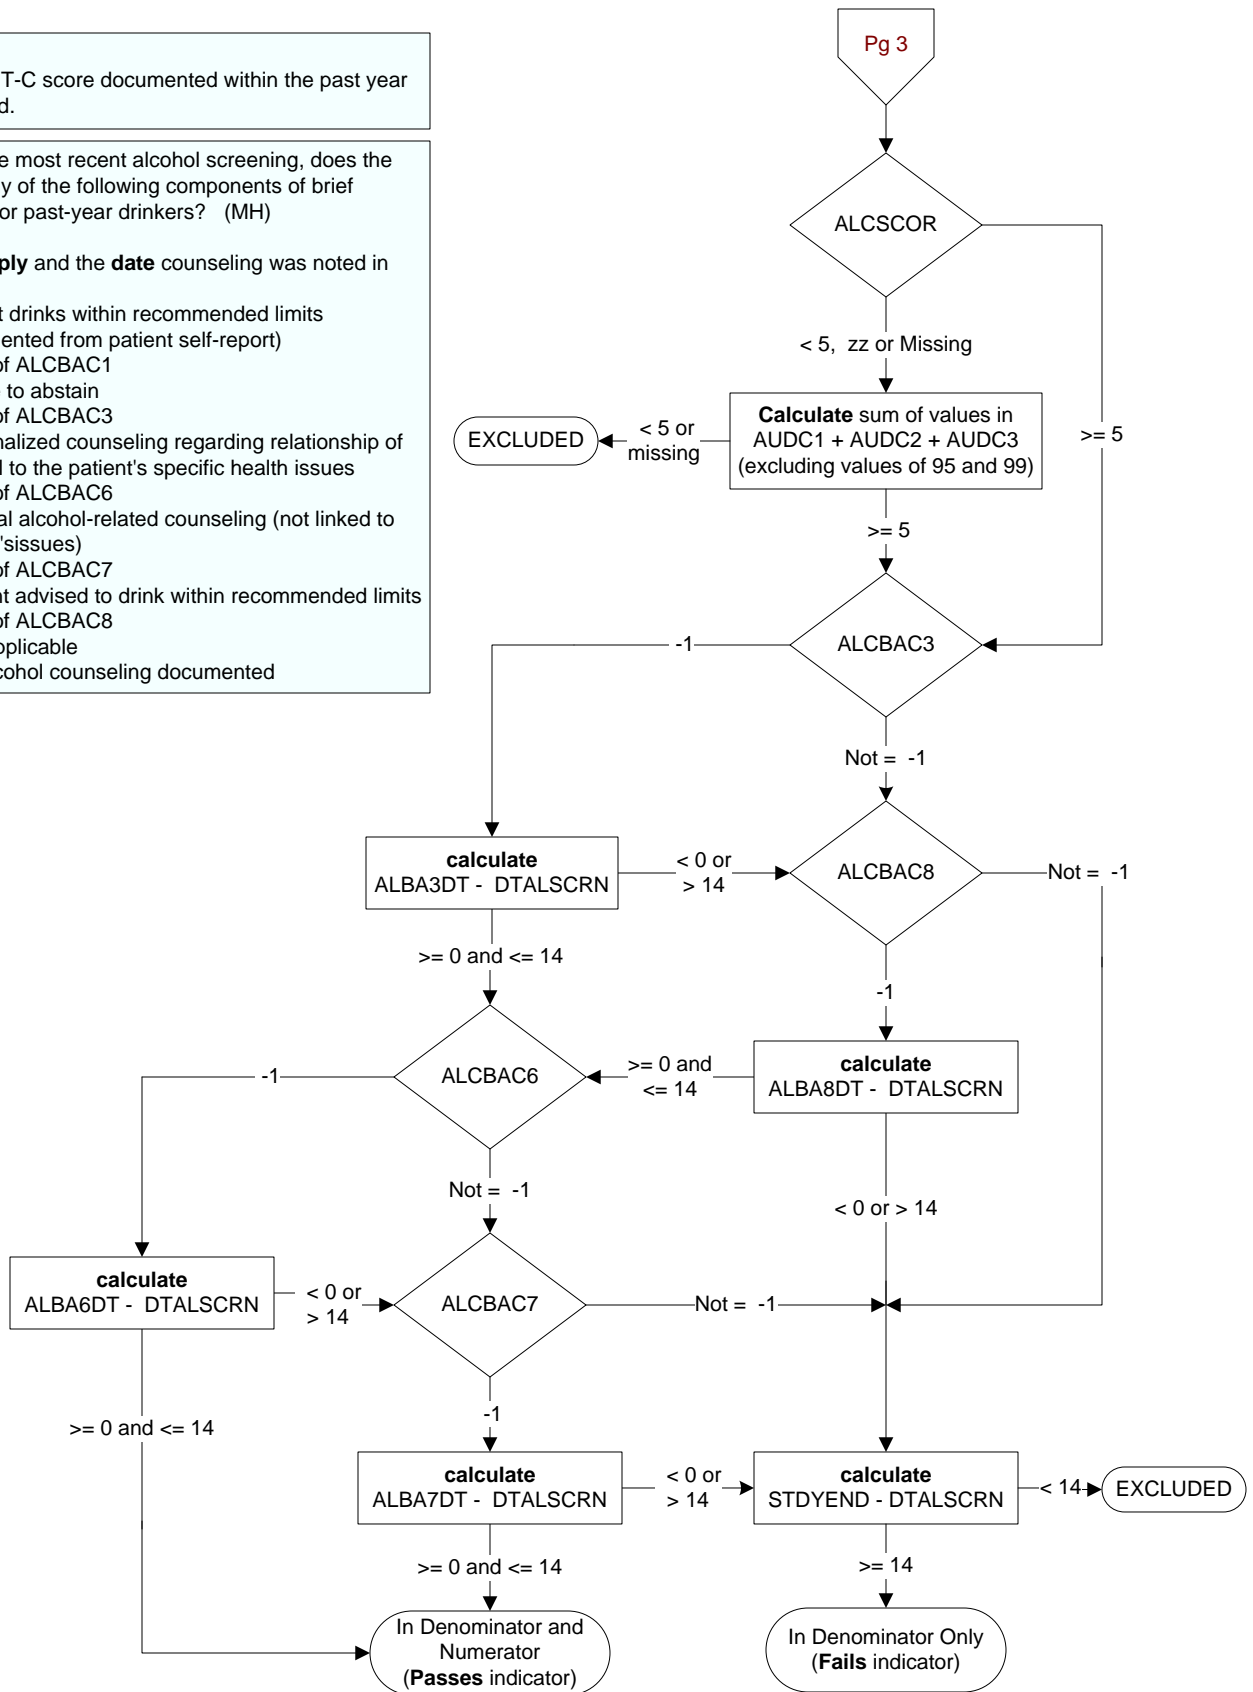 Pg 3
T-C score documented within the past year
d.
e most recent alcohol screening, does the
y of the following components of brief
or past-year drinkers? (MH)
ply and the date counseling was noted in
t drinks within recommended limits
ented from patient self-report)
of ALCBAC1
to abstain
of ALCBAC3
nalized counseling regarding relationship of
d to the patient's specific health issues
of ALCBAC6
al alcohol-related counseling (not linked to
'sissues)
of ALCBAC7
nt advised to drink within recommended limits
of ALCBAC8
pplicable
cohol counseling documented
ALCSCOR
< 5, zz or Missing
>= 5
Calculate sum of values in
AUDC1 + AUDC2 + AUDC3
(excluding values of 95 and 99)
< 5 or
missing
EXCLUDED
>= 5
ALCBAC3
-1
Not = -1
calculate
ALBA3DT - DTALSCRN
< 0 or
> 14
ALCBAC8
Not = -1
>= 0 and <= 14
-1
ALCBAC6
-1
>= 0 and
<= 14
calculate
ALBA8DT - DTALSCRN
Not = -1
< 0 or > 14
calculate
ALBA6DT - DTALSCRN
< 0 or
> 14
ALCBAC7
Not = -1
>= 0 and <= 14
-1
calculate
ALBA7DT - DTALSCRN
< 0 or
> 14
calculate
STDYEND - DTALSCRN
< 14
EXCLUDED
>= 0 and <= 14
>= 14
In Denominator and
Numerator
(Passes indicator)
In Denominator Only
(Fails indicator)